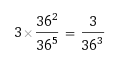 3 × 36²/36⁵ = 3/36³